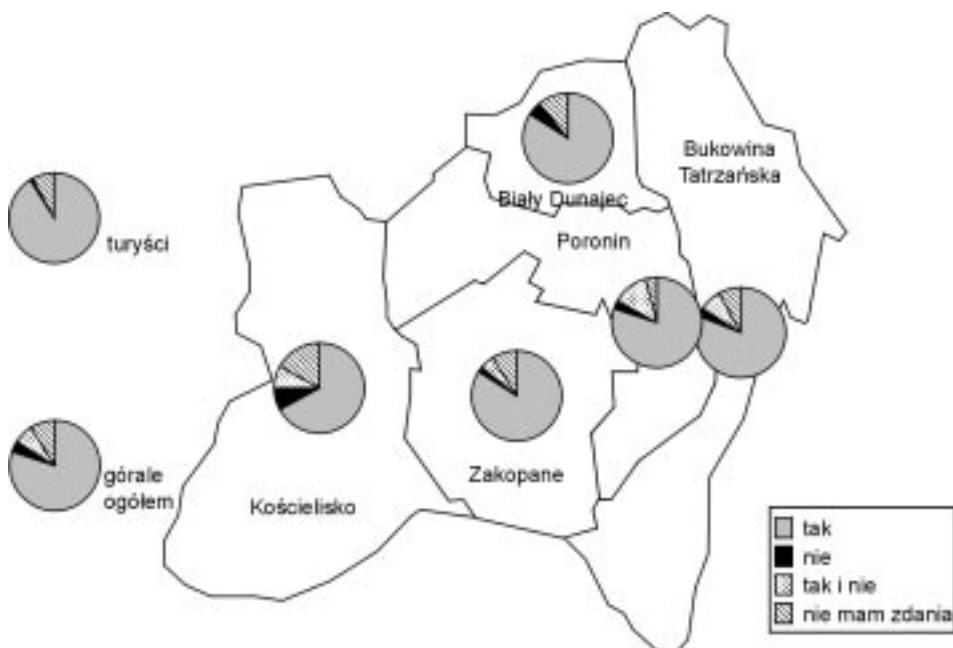 Bukowina
Tatrzańska
Biały Dunajec
turyści
Poronin
górale
ogółem
Zakopane
Kościelisko
tak
nie
tak i nie
nie mam zdania